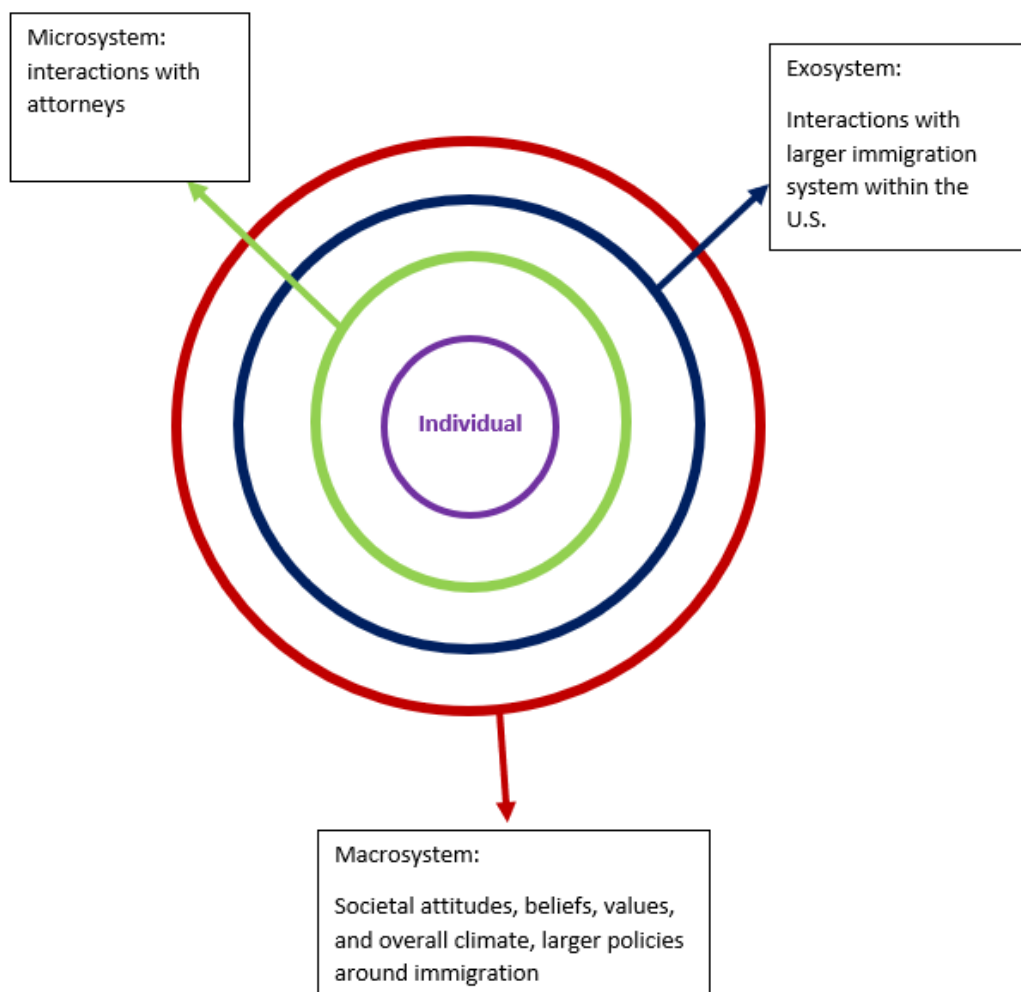 Microsystem:
interactions with
attorneys
Exosystem:
Interactions with
larger immigration
system within the
U.S.
Individual
Macrosystem:
Societal attitudes, beliefs, values,
and overall climate, larger policies
around immigration